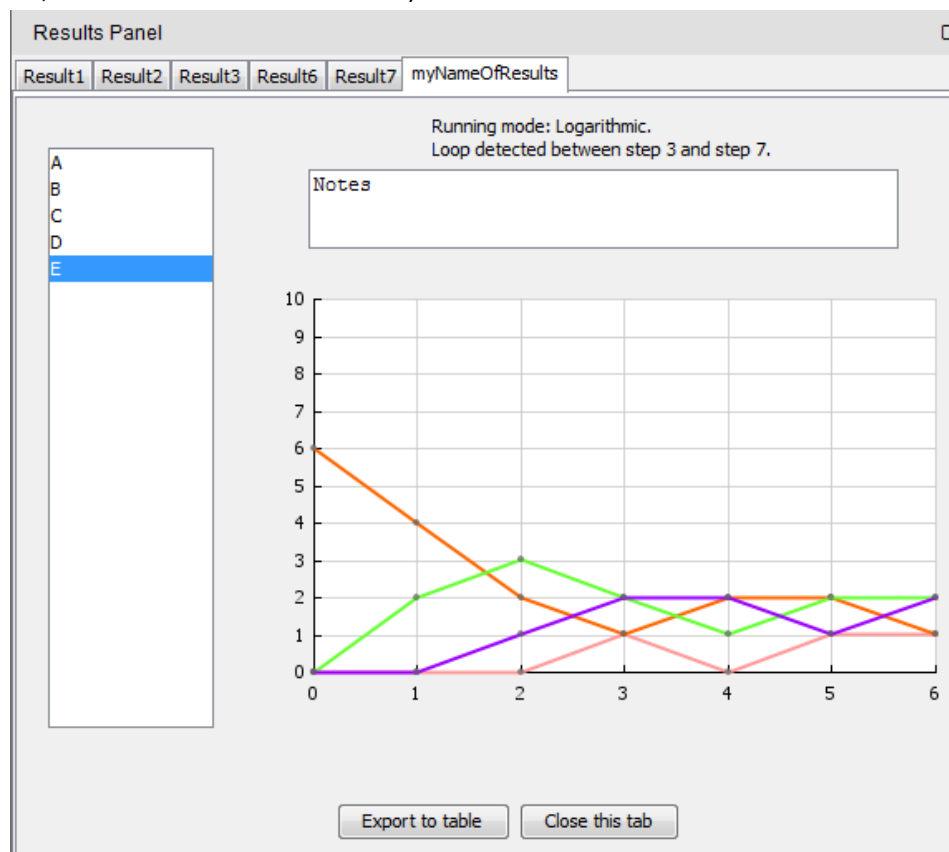 Results Panel
Result1 Result2 Result3 Result6 Result7 myNameOfResults
Running mode: Logarithmic.
Loop detected between step 3 and step 7.
A
B
C
D
E
Notes
10
9
8
7
6
5
4
3
2
1
0
0 1 2 3 4 5 6
Export to table Close this tab